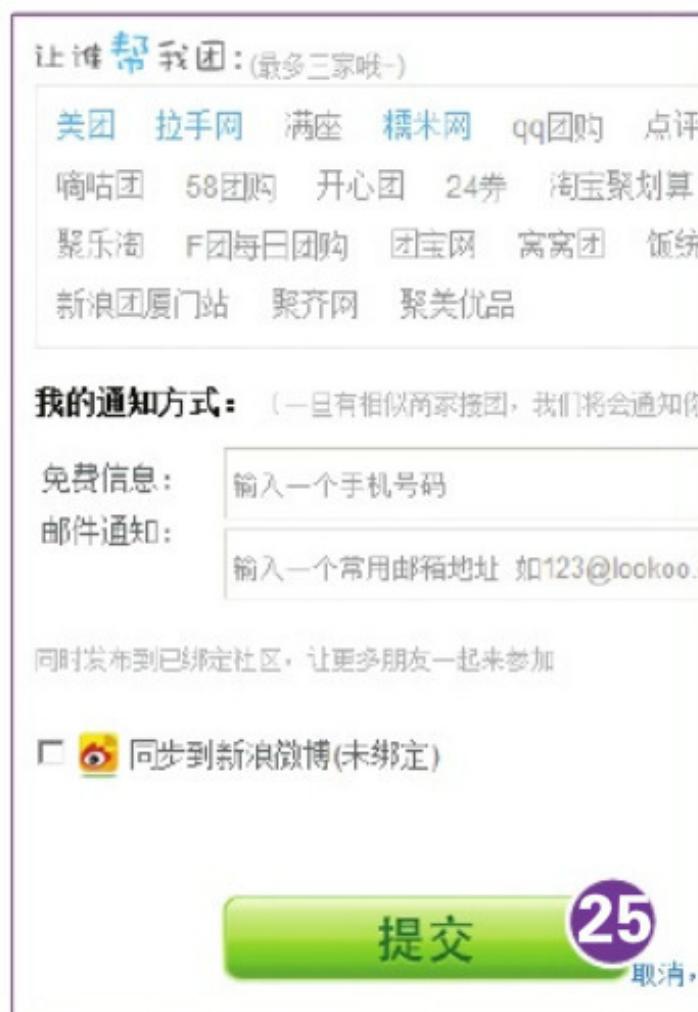 让谁帮我团：(最多三家哦~)
美团 拉手网 满座 糯米网 qq团购 点评
嘀咕团 58团购 开心团 24券 淘宝聚划算
聚乐淘 F团每日团购 团宝网 窝窝团 饭统
新浪团厦门站 聚齐网 聚美优品
我的通知方式：（一旦有相似商家接团，我们将会通知你
免费信息：
输入一个手机号码
邮件通知：
输入一个常用邮箱地址 如123@lookoo.
同时发布到已绑定社区，让更多朋友一起来参加
同步到新浪微博(未绑定)
提交
25
取消，